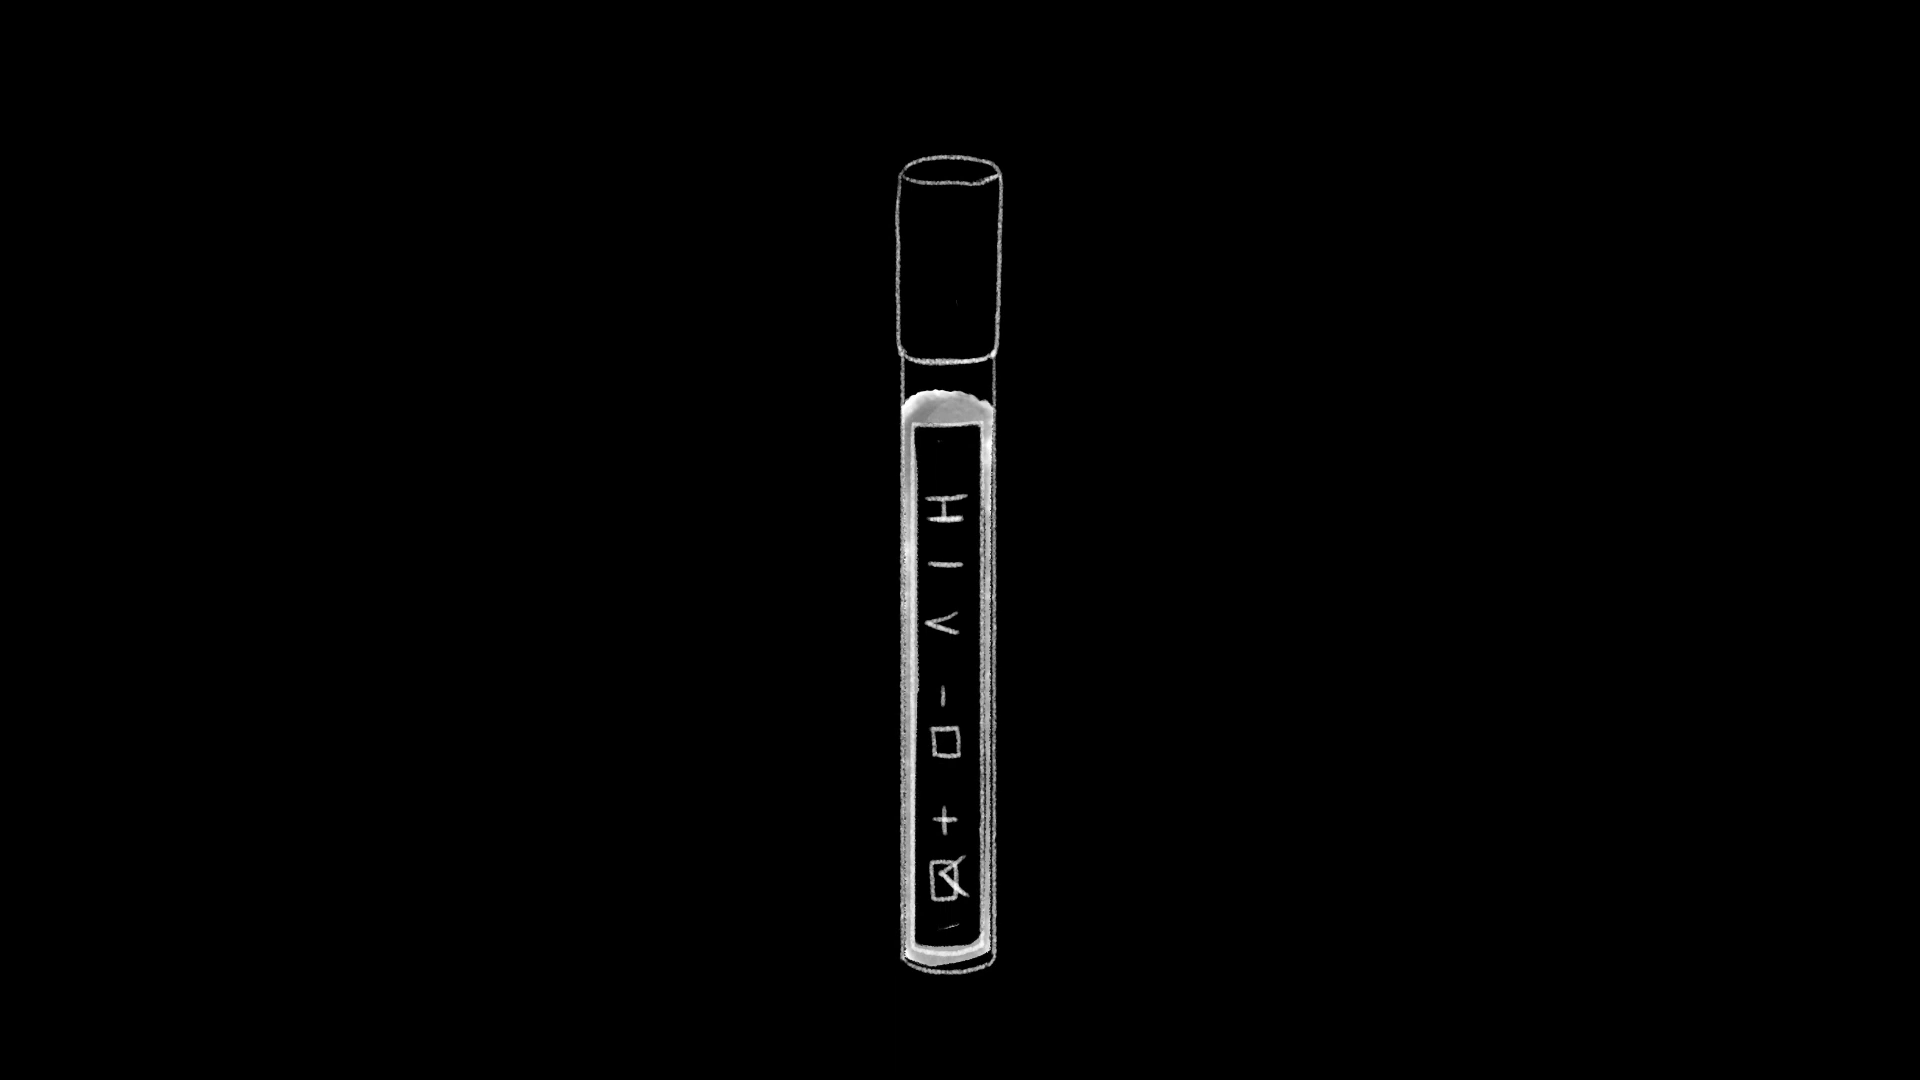 HIV - ☐ + ☑